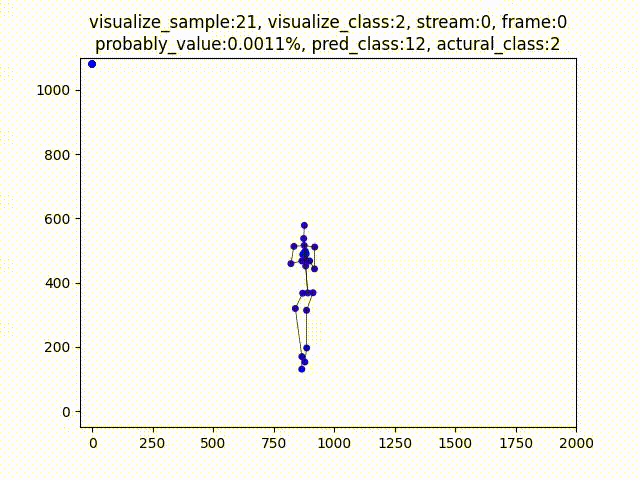 visualize_sample:21, visualize_class:2, stream:0, frame:0
probably_value:0.0011%, pred_class:12, actural_class:2
1000
800
600
400
200
0
0 250 500 750 1000 1250 1500 1750 2000